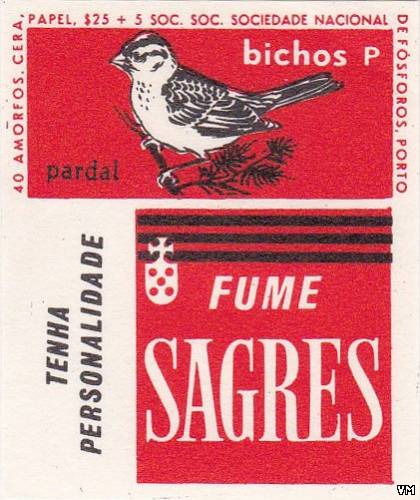 40 AMORFOS, CERA, PAPEL, $25 + 5 SOC. SOC. SOCIEDADE NACIONAL DE FÓSFOROS, PORTO
bichos P
pardal
TENHA
PERSONALIDADE
FUME
SAGRES
VM